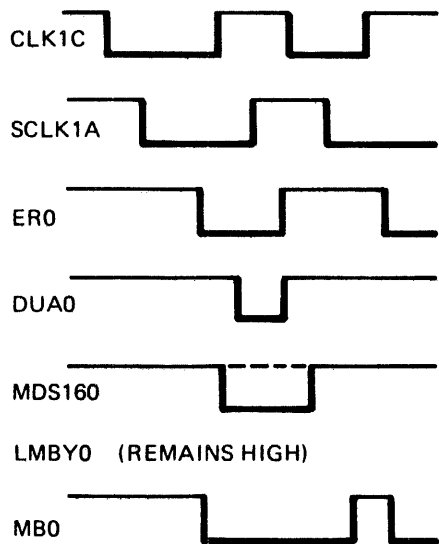 CLK1C
SCLK1A
ER0
DUA0
MDS160
LMBY0 (REMAINS HIGH)
MB0